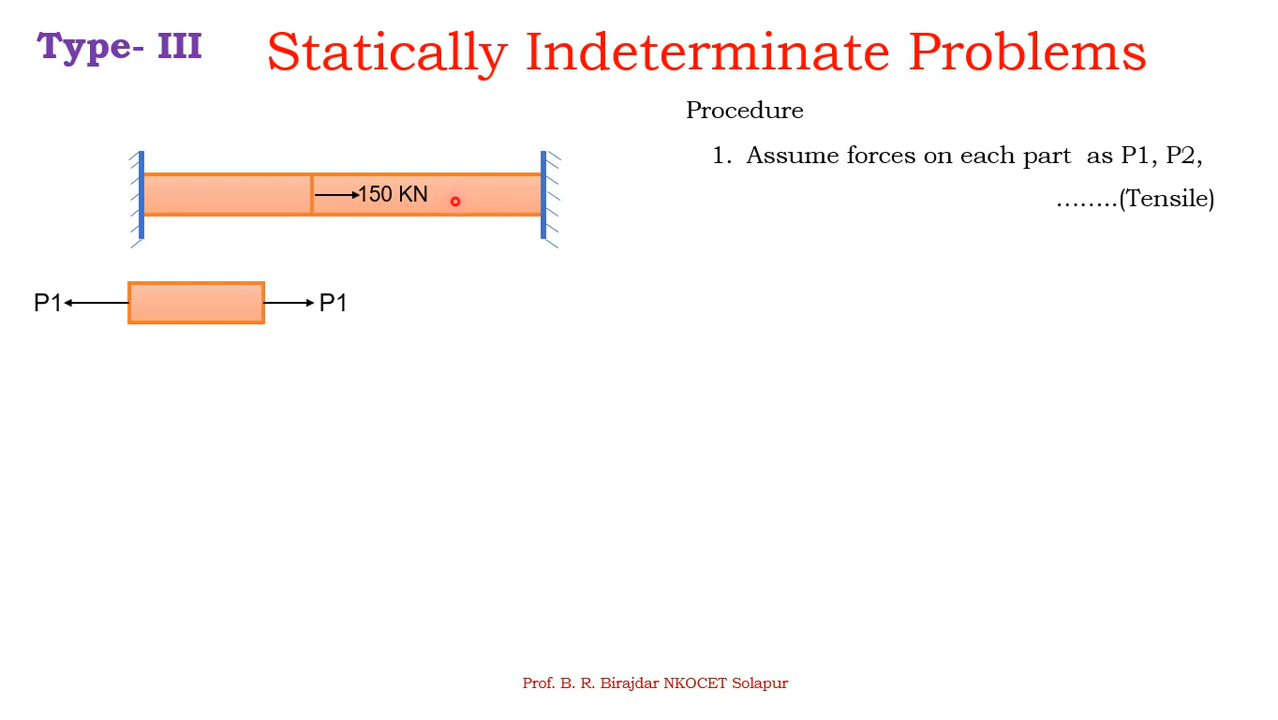 Type- III
Statically Indeterminate Problems
Procedure
1. Assume forces on each part as P1, P2,
........(Tensile)
150 KN
P1
P1
Prof. B. R. Birajdar NKOCET Solapur